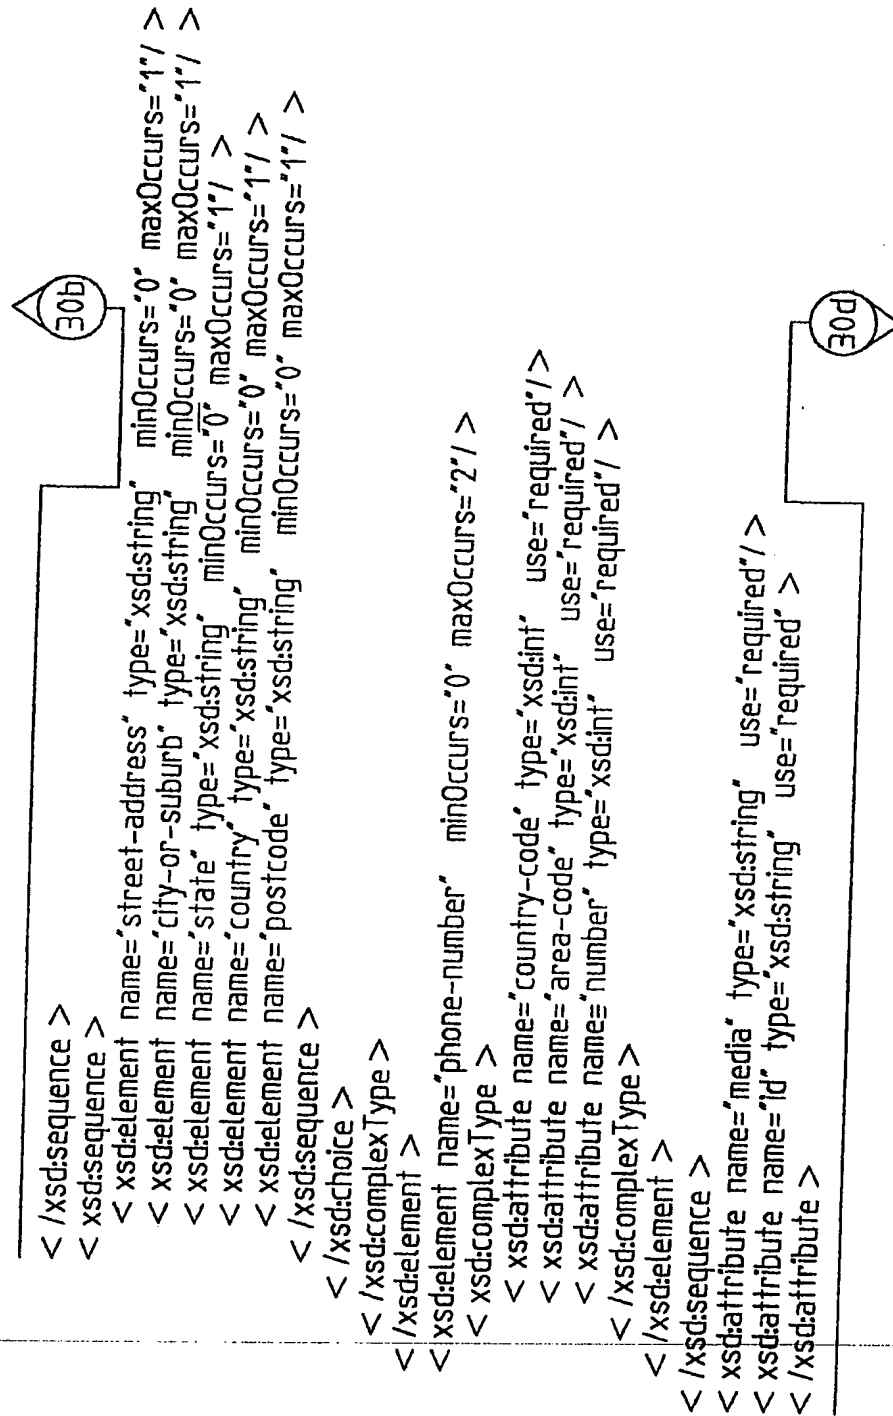 30b
< /xsd:sequence >
< xsd:sequence >
< xsd:element name="street-address" type="xsd:string" minOccurs="0" maxOccurs="1"/ >
< xsd:element name="city-or-suburb" type="xsd:string" minOccurs="0" maxOccurs="1"/ >
< xsd:element name="state" type="xsd:string" minOccurs="0" maxOccurs="1"/ >
< xsd:element name="country" type="xsd:string" minOccurs="0" maxOccurs="1"/ >
< xsd:element name="postcode" type="xsd:string" minOccurs="0" maxOccurs="1"/ >
< /xsd:sequence >
< /xsd:choice >
< /xsd:complexType >
< /xsd:element >
< xsd:element name="phone-number" minOccurs="0" maxOccurs="2"/ >
< xsd:complexType >
< xsd:attribute name="country-code" type="xsd:int" use="required"/ >
< xsd:attribute name="area-code" type="xsd:int" use="required"/ >
< xsd:attribute name="number" type="xsd:int" use="required"/ >
< /xsd:complexType >
< /xsd:element >
< /xsd:sequence >
< xsd:attribute name="media" type="xsd:string" use="required"/ >
< xsd:attribute name="id" type="xsd:string" use="required" >
< /xsd:attribute >
30d